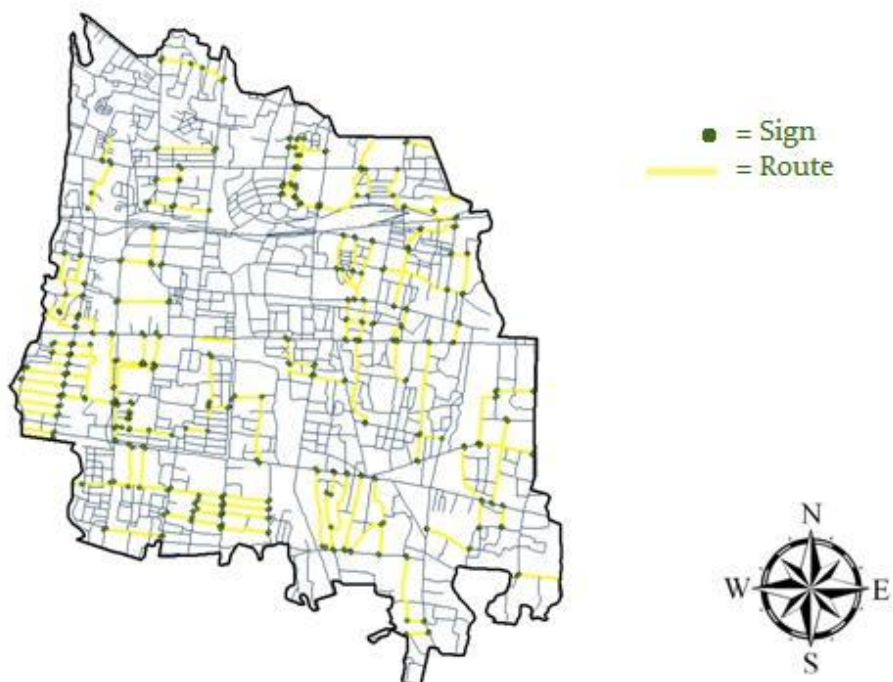 = Sign
= Route
N
W E
S